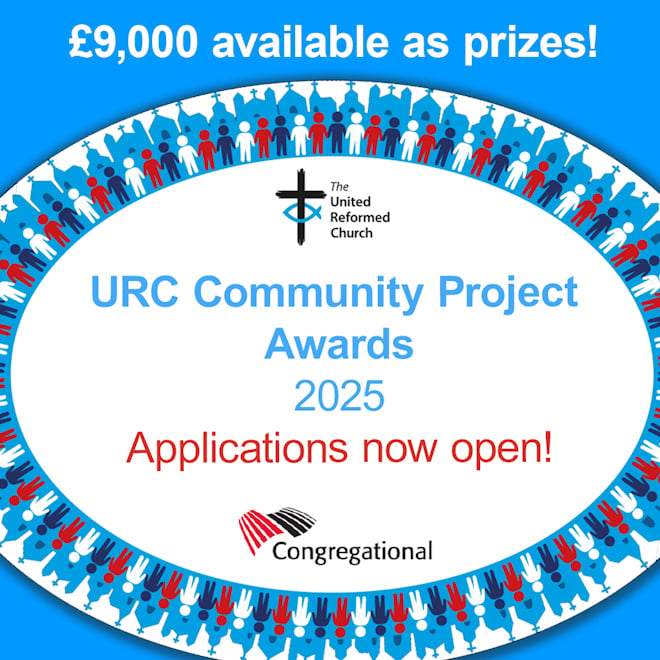 £9,000 available as prizes!
The
United
Reformed
Church
URC Community Project
Awards
2025
Applications now open!
Congregational